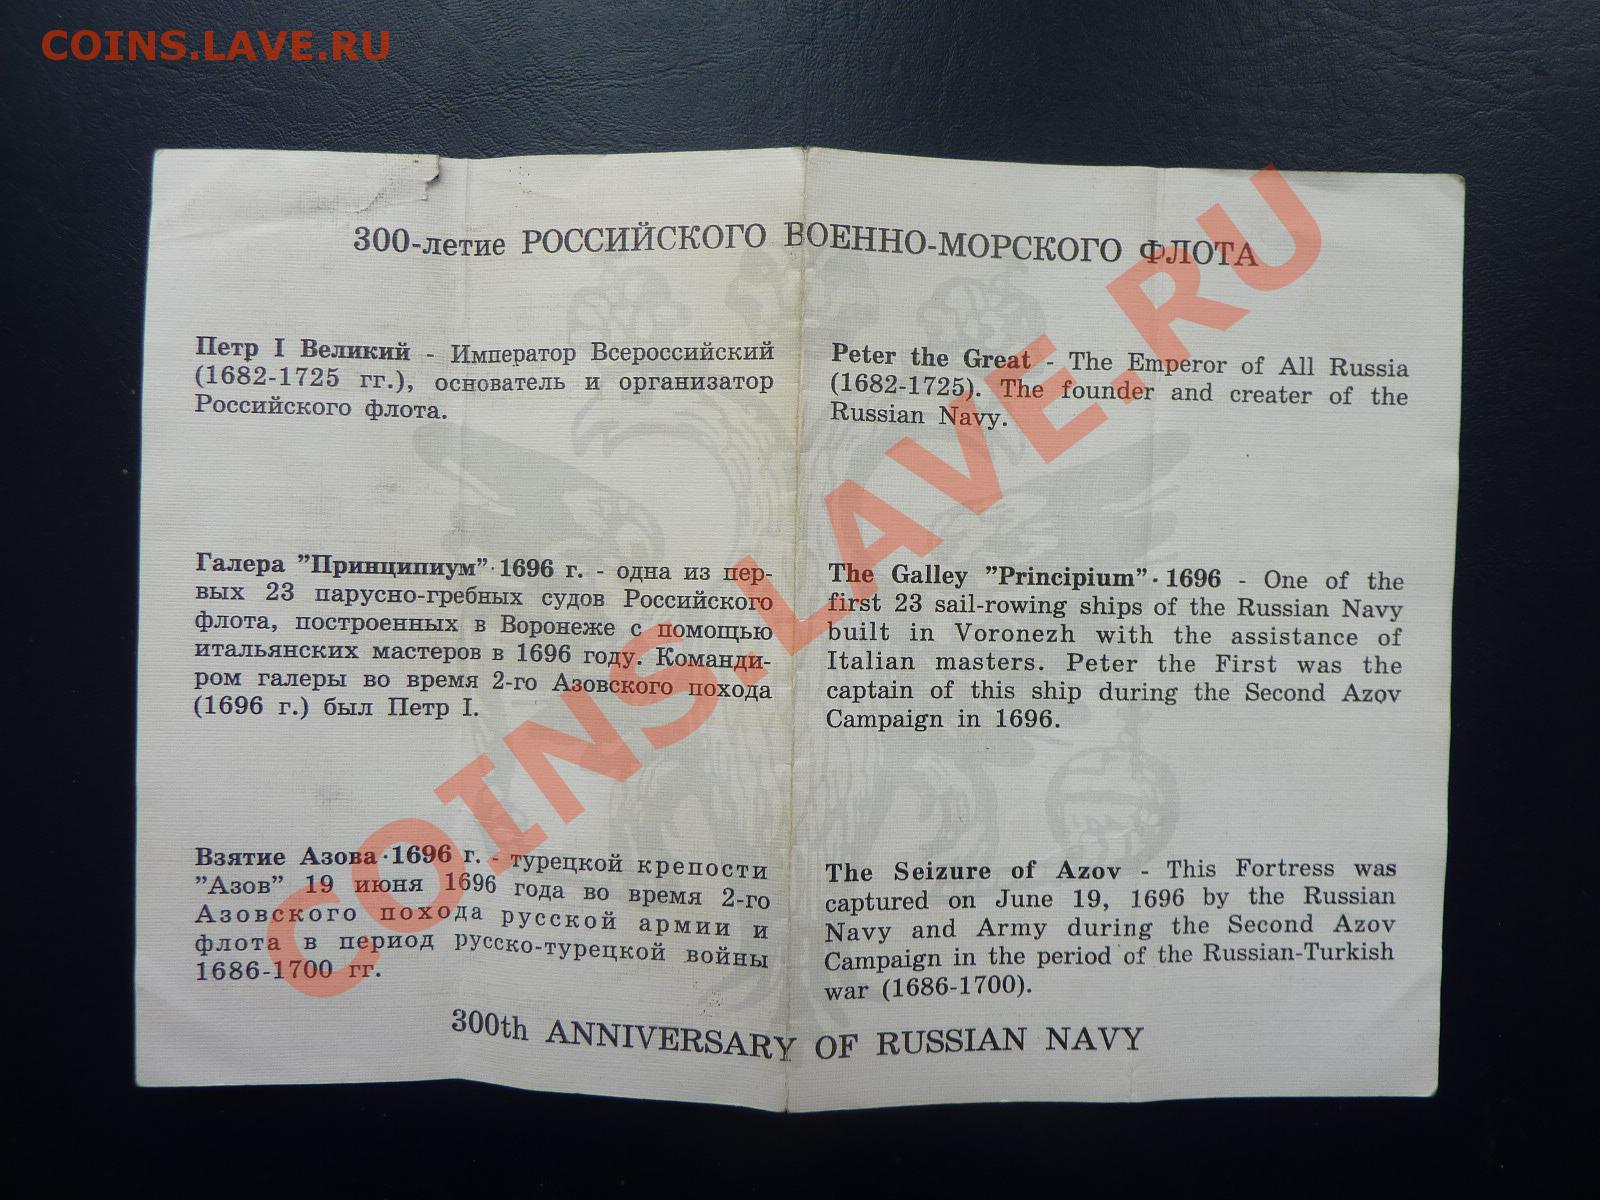 COINS.LAVE.RU
300-летие РОССИЙСКОГО ВОЕННО-МОРСКОГО ФЛОТА
Петр I Великий - Император Всероссийский
(1682-1725 гг.), основатель и организатор
Российского флота.
Галера "Принципиум"·1696 г. - одна из пер-
вых 23 парусно-гребных судов Российского
флота, построенных в Воронеже с помощью
итальянских мастеров в 1696 году. Команди-
ром галеры во время 2-го Азовского похода
(1696 г.) был Петр I.
Взятие Азова·1696 г. - турецкой крепости
"Азов" 19 июня 1696 года во время 2-го
Азовского похода русской армии и
флота в период русско-турецкой войны
1686-1700 гг.
Peter the Great - The Emperor of All Russia
(1682-1725). The founder and creater of the
Russian Navy.
The Galley "Principium"·1696 - One of the
first 23 sail-rowing ships of the Russian Navy
built in Voronezh with the assistance of
Italian masters. Peter the First was the
captain of this ship during the Second Azov
Campaign in 1696.
The Seizure of Azov - This Fortress was
captured on June 19, 1696 by the Russian
Navy and Army during the Second Azov
Campaign in the period of the Russian-Turkish
war (1686-1700).
300th ANNIVERSARY OF RUSSIAN NAVY
COINS.LAVE.RU